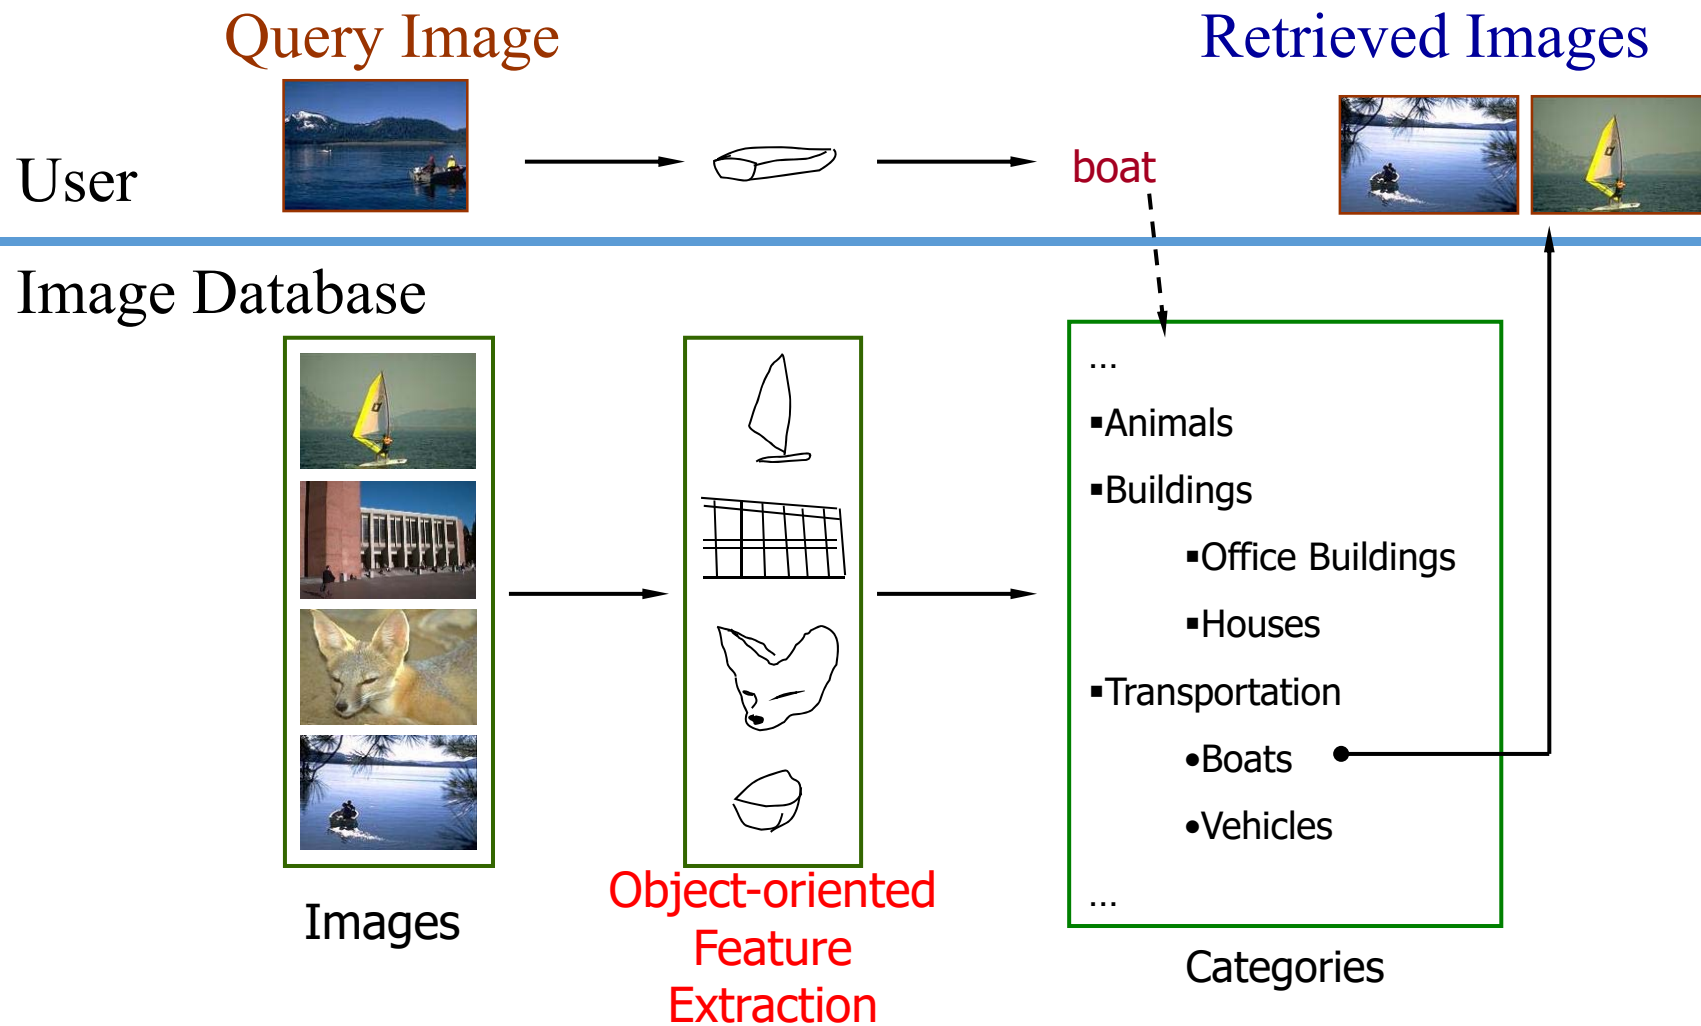 Query Image
Retrieved Images
User
boat
Image Database
...
▪Animals
▪Buildings
▪Office Buildings
▪Houses
▪Transportation
•Boats
•Vehicles
...
Images
Object-oriented
Feature
Extraction
Categories